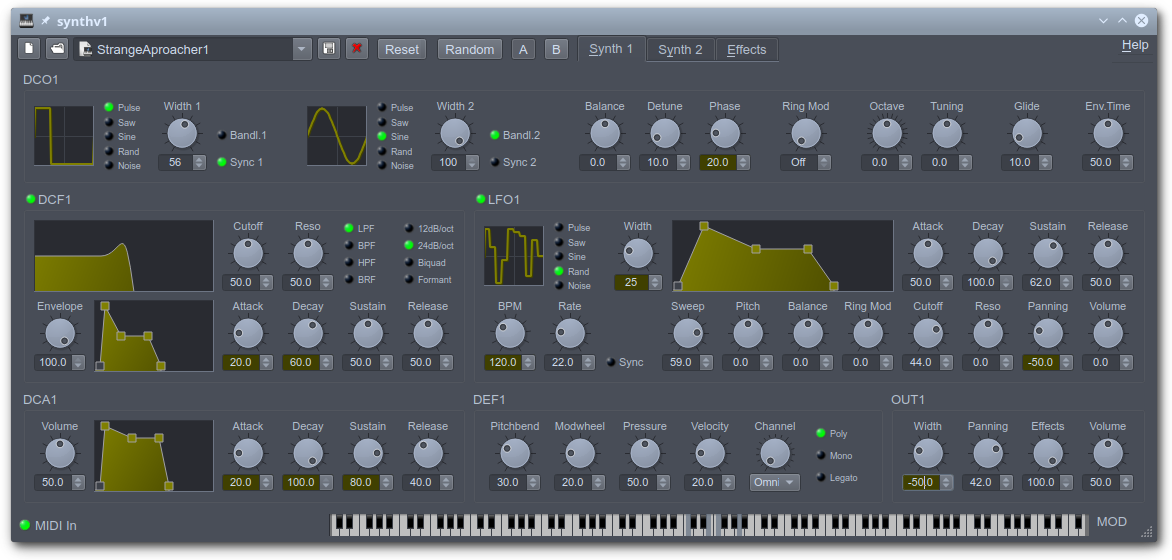 synthv1
StrangeAproacher1 Reset Random A B Synth 1 Synth 2 Effects Help
DCO1
Pulse Width 1 Pulse Width 2 Balance Detune Phase Ring Mod Octave Tuning Glide Env.Time
Saw Saw
Sine Bandl.1 Sine Bandl.2
Rand Rand
56 Sync 1 100 Sync 2 0.0 10.0 20.0 Off 0.0 0.0 10.0 50.0
Noise Noise
DCF1 LFO1
Cutoff Reso LPF 12dB/oct Pulse Width Attack Decay Sustain Release
BPF 24dB/oct Saw
HPF Biquad Sine
BRF Formant Rand
50.0 50.0 Noise 25 50.0 100.0 62.0 50.0
Envelope Attack Decay Sustain Release BPM Rate Sweep Pitch Balance Ring Mod Cutoff Reso Panning Volume
100.0 20.0 60.0 50.0 50.0 120.0 22.0 Sync 59.0 0.0 0.0 0.0 44.0 0.0 -50.0 0.0
DCA1 DEF1 OUT1
Volume Attack Decay Sustain Release Pitchbend Modwheel Pressure Velocity Channel Poly Width Panning Effects Volume
Mono
Legato
50.0 20.0 100.0 80.0 40.0 30.0 20.0 50.0 20.0 Omni -50.0 42.0 100.0 50.0
MIDI In MOD